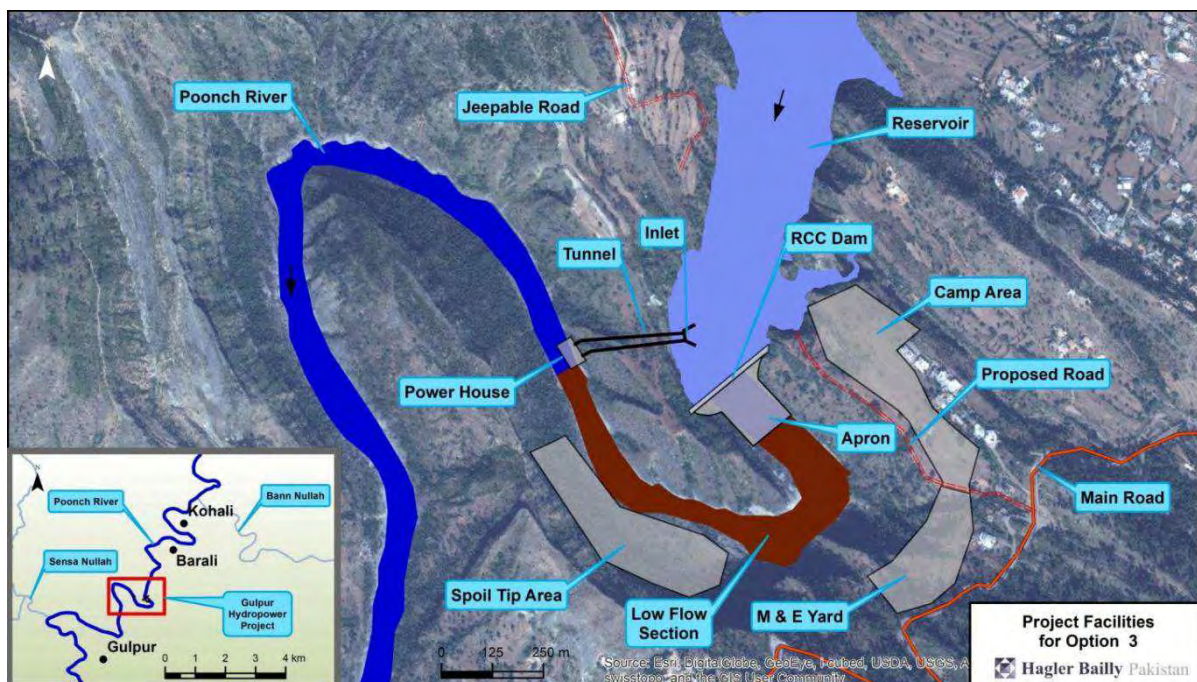 Poonch River
Jeepable Road
Reservoir
Inlet
RCC Dam
Tunnel
Camp Area
Power House
Proposed Road
Apron
Main Road
Spoil Tip Area
Low Flow
Section
M & E Yard
0 125 250 m
Source: Esri, DigitalGlobe, GeoEye, i-cubed, USDA, USGS, A
swisstopo, and the GIS User Community
Project Facilities
for Option 3
Hagler Bailly Pakistan
N
Poonch River
Bann Nullah
Kohali
Barali
Sensa Nullah
Gulpur
Hydropower
Project
Gulpur
0 1 2 3 4 km